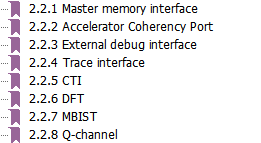 2.2.1 Master memory interface
2.2.2 Accelerator Coherency Port
2.2.3 External debug interface
2.2.4 Trace interface
2.2.5 CTI
2.2.6 DFT
2.2.7 MBIST
2.2.8 Q-channel